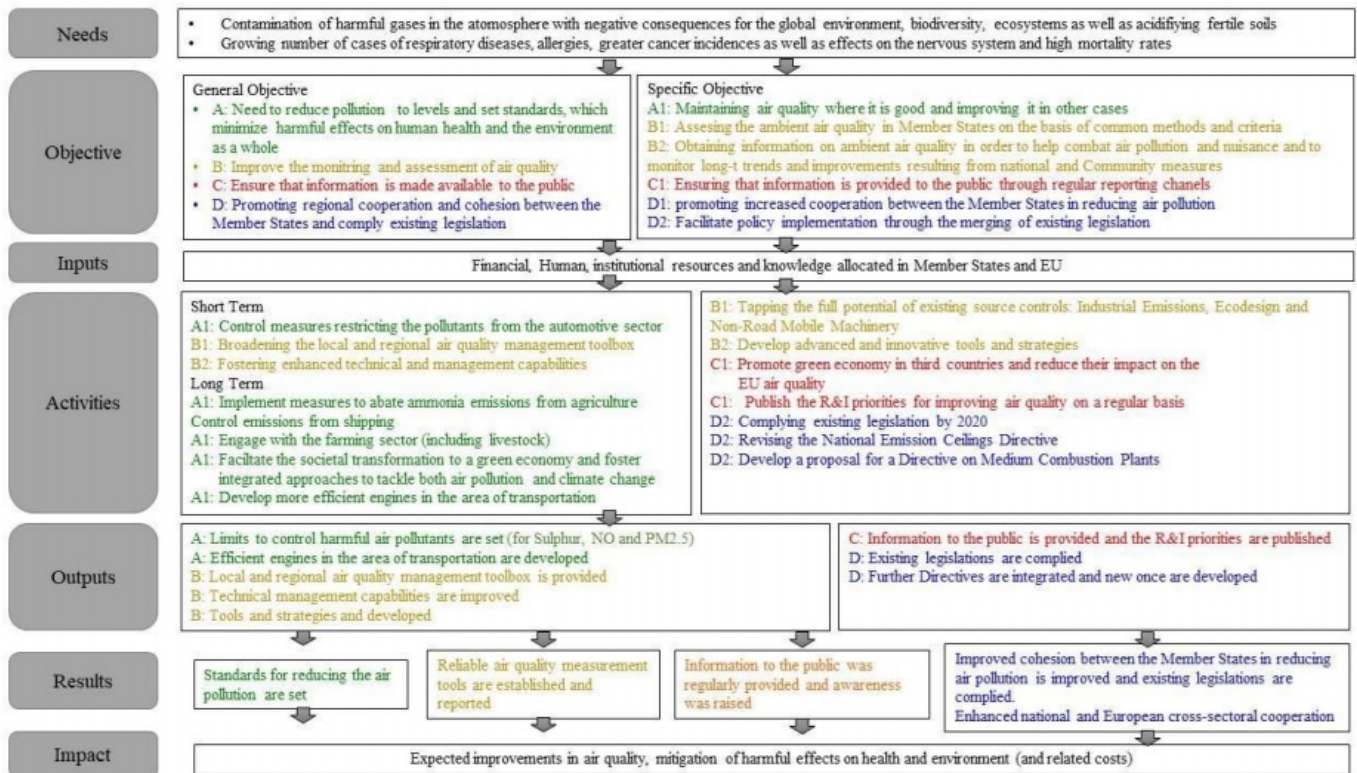 Needs
• Contamination of harmful gases in the atomosphere with negative consequences for the global environment, biodiversity, ecosystems as well as acidifiying fertile soils
• Growing number of cases of respiratory diseases, allergies, greater cancer incidences as well as effects on the nervous system and high mortality rates
Objective
General Objective
• A: Need to reduce pollution to levels and set standards, which
minimize harmful effects on human health and the environment
as a whole
• B: Improve the monitring and assessment of air quality
• C: Ensure that information is made available to the public
• D: Promoting regional cooperation and cohesion between the
Member States and comply existing legislation
Specific Objective
A1: Maintaining air quality where it is good and improving it in other cases
B1: Assesing the ambient air quality in Member States on the basis of common methods and criteria
B2: Obtaining information on ambient air quality in order to help combat air pollution and nuisance and to
monitor long-t trends and improvements resulting from national and Community measures
C1: Ensuring that information is provided to the public through regular reporting chanels
D1: promoting increased cooperation between the Member States in reducing air pollution
D2: Facilitate policy implementation through the merging of existing legislation
Inputs
Financial, Human, institutional resources and knowledge allocated in Member States and EU
Activities
Short Term
A1: Control measures restricting the pollutants from the automotive sector
B1: Broadening the local and regional air quality management toolbox
B2: Fostering enhanced technical and management capabilities
Long Term
A1: Implement measures to abate ammonia emissions from agriculture
Control emissions from shipping
A1: Engage with the farming sector (including livestock)
A1: Faciltate the societal transformation to a green economy and foster
integrated approaches to tackle both air pollution and climate change
A1: Develop more efficient engines in the area of transportation
B1: Tapping the full potential of existing source controls: Industrial Emissions, Ecodesign and
Non-Road Mobile Machinery
B2: Develop advanced and innovative tools and strategies
C1: Promote green economy in third countries and reduce their impact on the
EU air quality
C1: Publish the R&I priorities for improving air quality on a regular basis
D2: Complying existing legislation by 2020
D2: Revising the National Emission Ceilings Directive
D2: Develop a proposal for a Directive on Medium Combustion Plants
Outputs
A: Limits to control harmful air pollutants are set (for Sulphur, NO and PM2.5)
A: Efficient engines in the area of transportation are developed
B: Local and regional air quality management toolbox is provided
B: Technical management capabilities are improved
B: Tools and strategies and developed
C: Information to the public is provided and the R&I priorities are published
D: Existing legislations are complied
D: Further Directives are integrated and new once are developed
Results
Standards for reducing the air
pollution are set
Reliable air quality measurement
tools are established and
reported
Information to the public was
regularly provided and awareness
was raised
Improved cohesion between the Member States in reducing
air pollution is improved and existing legislations are
complied.
Enhanced national and European cross-sectoral cooperation
Impact
Expected improvements in air quality, mitigation of harmful effects on health and environment (and related costs)